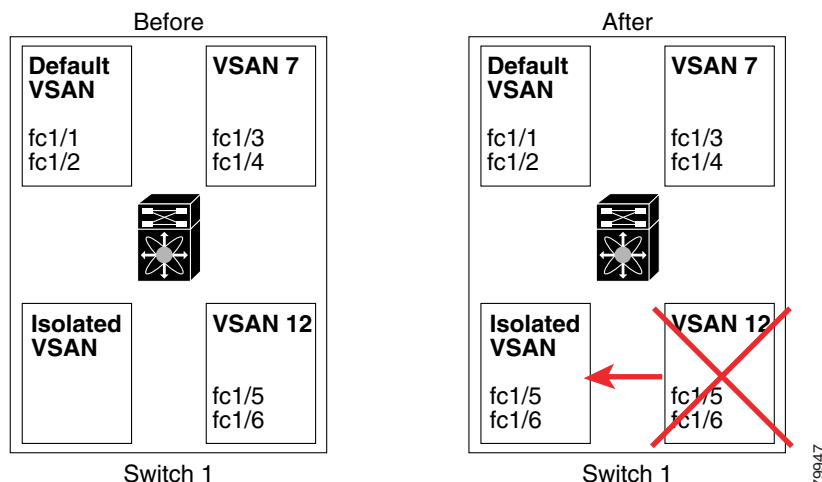 Before
Default
VSAN
fc1/1
fc1/2
VSAN 7
fc1/3
fc1/4
Isolated
VSAN
VSAN 12
fc1/5
fc1/6
Switch 1
After
Default
VSAN
fc1/1
fc1/2
VSAN 7
fc1/3
fc1/4
Isolated
VSAN
fc1/5
fc1/6
VSAN 12
fc1/5
fc1/6
Switch 1
79947